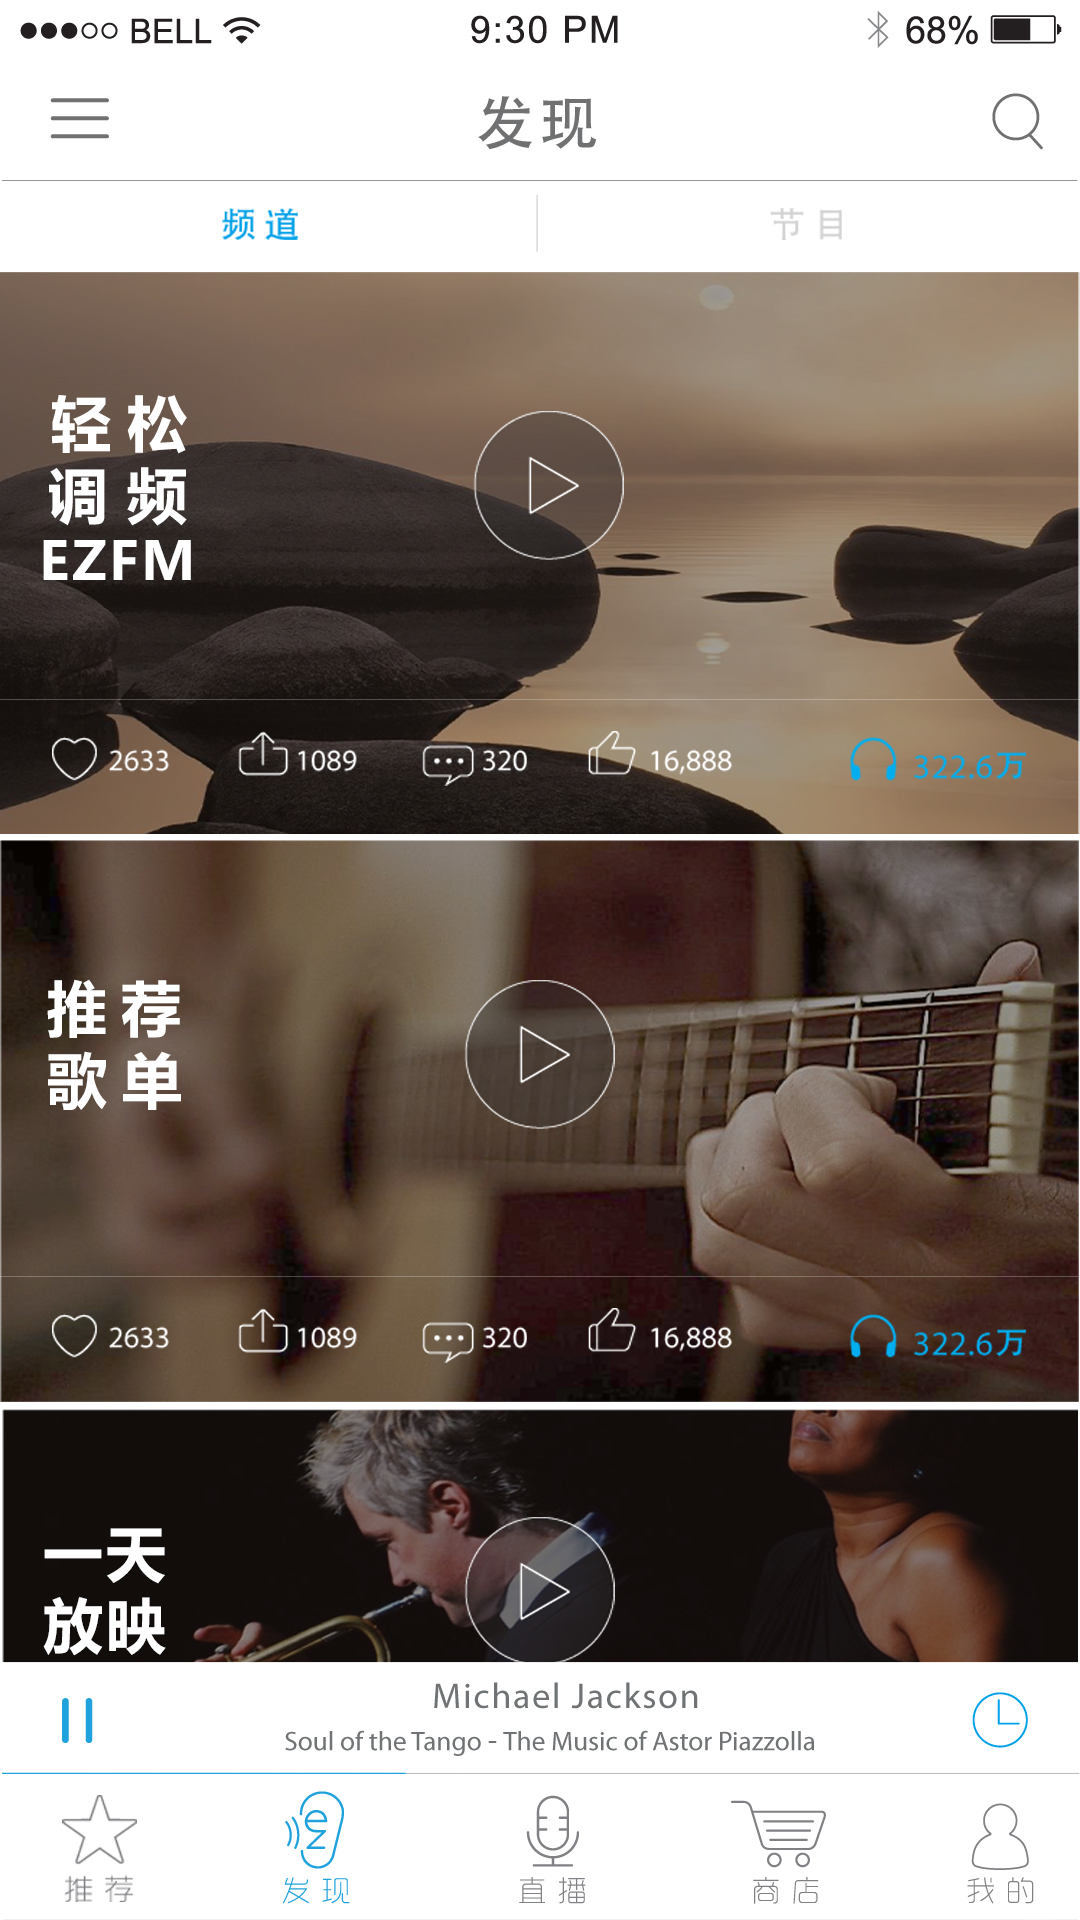 BELL 9:30 PM 68%
发现
频道 节目
轻松
调频
EZFM
2633 1089 320 16,888 322.6万
推荐
歌单
2633 1089 320 16,888 322.6万
一天
放映
Michael Jackson
Soul of the Tango - The Music of Astor Piazzolla
ez
推荐 发现 直播 商店 我的